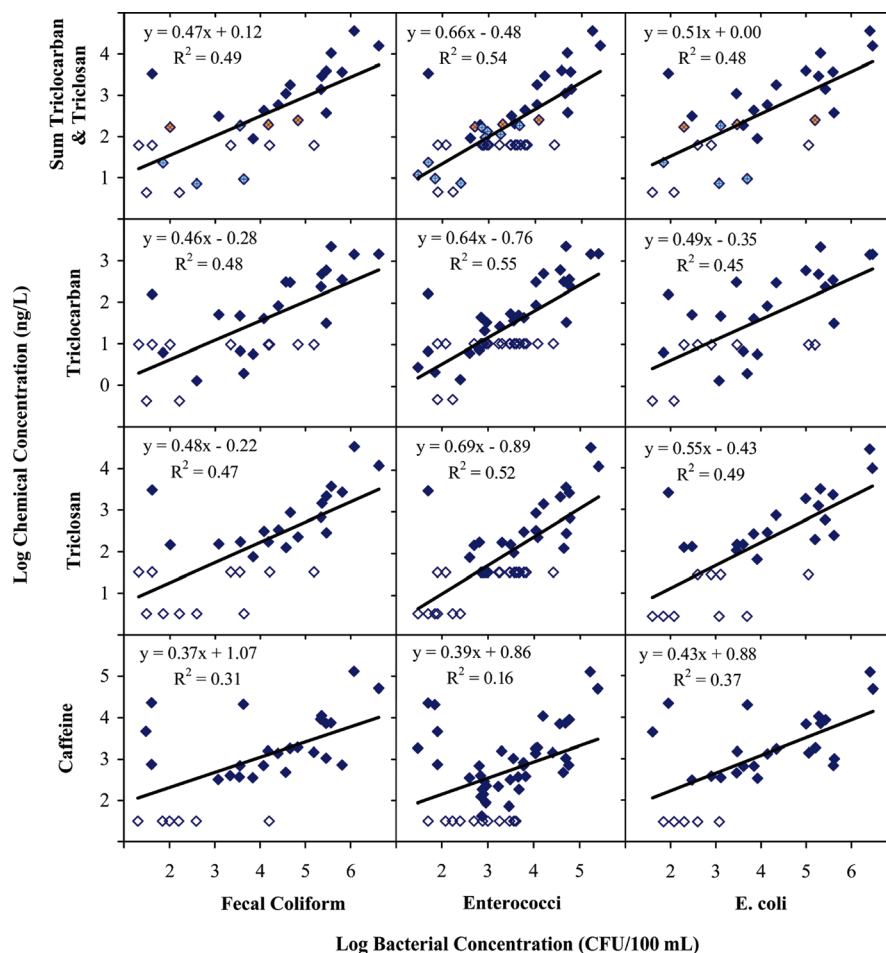 y = 0.47x + 0.12
R² = 0.49
y = 0.66x - 0.48
R² = 0.54
y = 0.51x + 0.00
R² = 0.48
Sum Triclocarban
& Triclosan
4
3
2
1
y = 0.46x - 0.28
R² = 0.48
y = 0.64x - 0.76
R² = 0.55
y = 0.49x - 0.35
R² = 0.45
Triclocarban
3
2
1
0
y = 0.48x - 0.22
R² = 0.47
y = 0.69x - 0.89
R² = 0.52
y = 0.55x - 0.43
R² = 0.49
Triclosan
4
3
2
1
y = 0.37x + 1.07
R² = 0.31
y = 0.39x + 0.86
R² = 0.16
y = 0.43x + 0.88
R² = 0.37
Caffeine
5
4
3
2
Log Chemical Concentration (ng/L)
2 3 4 5 6
2 3 4 5
2 3 4 5 6
Fecal Coliform
Enterococci
E. coli
Log Bacterial Concentration (CFU/100 mL)